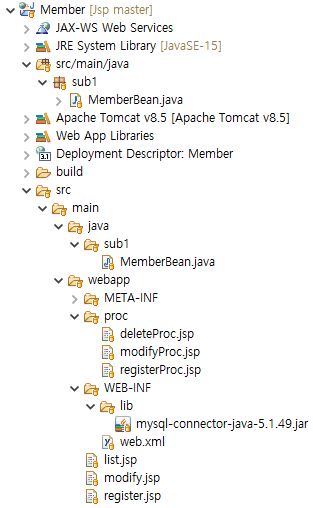 Member [Jsp master]
JAX-WS Web Services
JRE System Library [JavaSE-15]
src/main/java
sub1
MemberBean.java
Apache Tomcat v8.5 [Apache Tomcat v8.5]
Web App Libraries
3.1 Deployment Descriptor: Member
build
src
main
java
sub1
MemberBean.java
webapp
META-INF
proc
deleteProc.jsp
modifyProc.jsp
registerProc.jsp
WEB-INF
lib
mysql-connector-java-5.1.49.jar
web.xml
list.jsp
modify.jsp
register.jsp